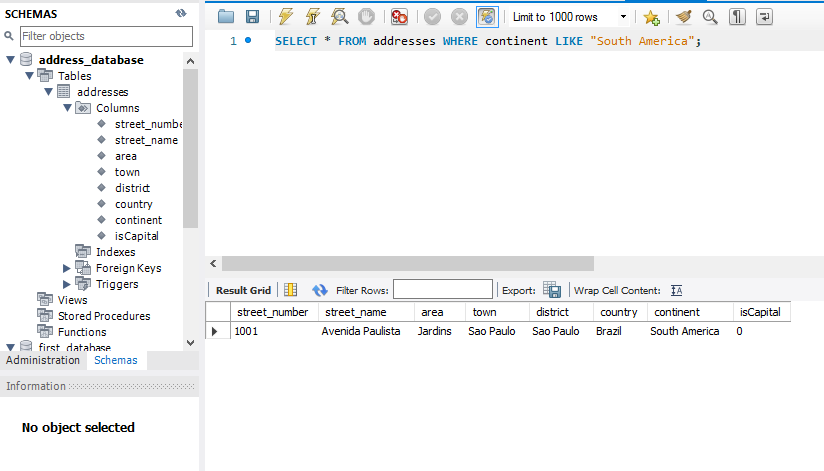 SCHEMAS
Filter objects
address_database
Tables
addresses
Columns
street_numbe
street_name
area
town
district
country
continent
isCapital
Indexes
Foreign Keys
Triggers
Views
Stored Procedures
Functions
first_database
Administration Schemas
Information
No object selected
Limit to 1000 rows
1 SELECT * FROM addresses WHERE continent LIKE "South America";
Result Grid Filter Rows: Export: Wrap Cell Content:
street_number street_name area town district country continent isCapital
1001 Avenida Paulista Jardins Sao Paulo Sao Paulo Brazil South America 0